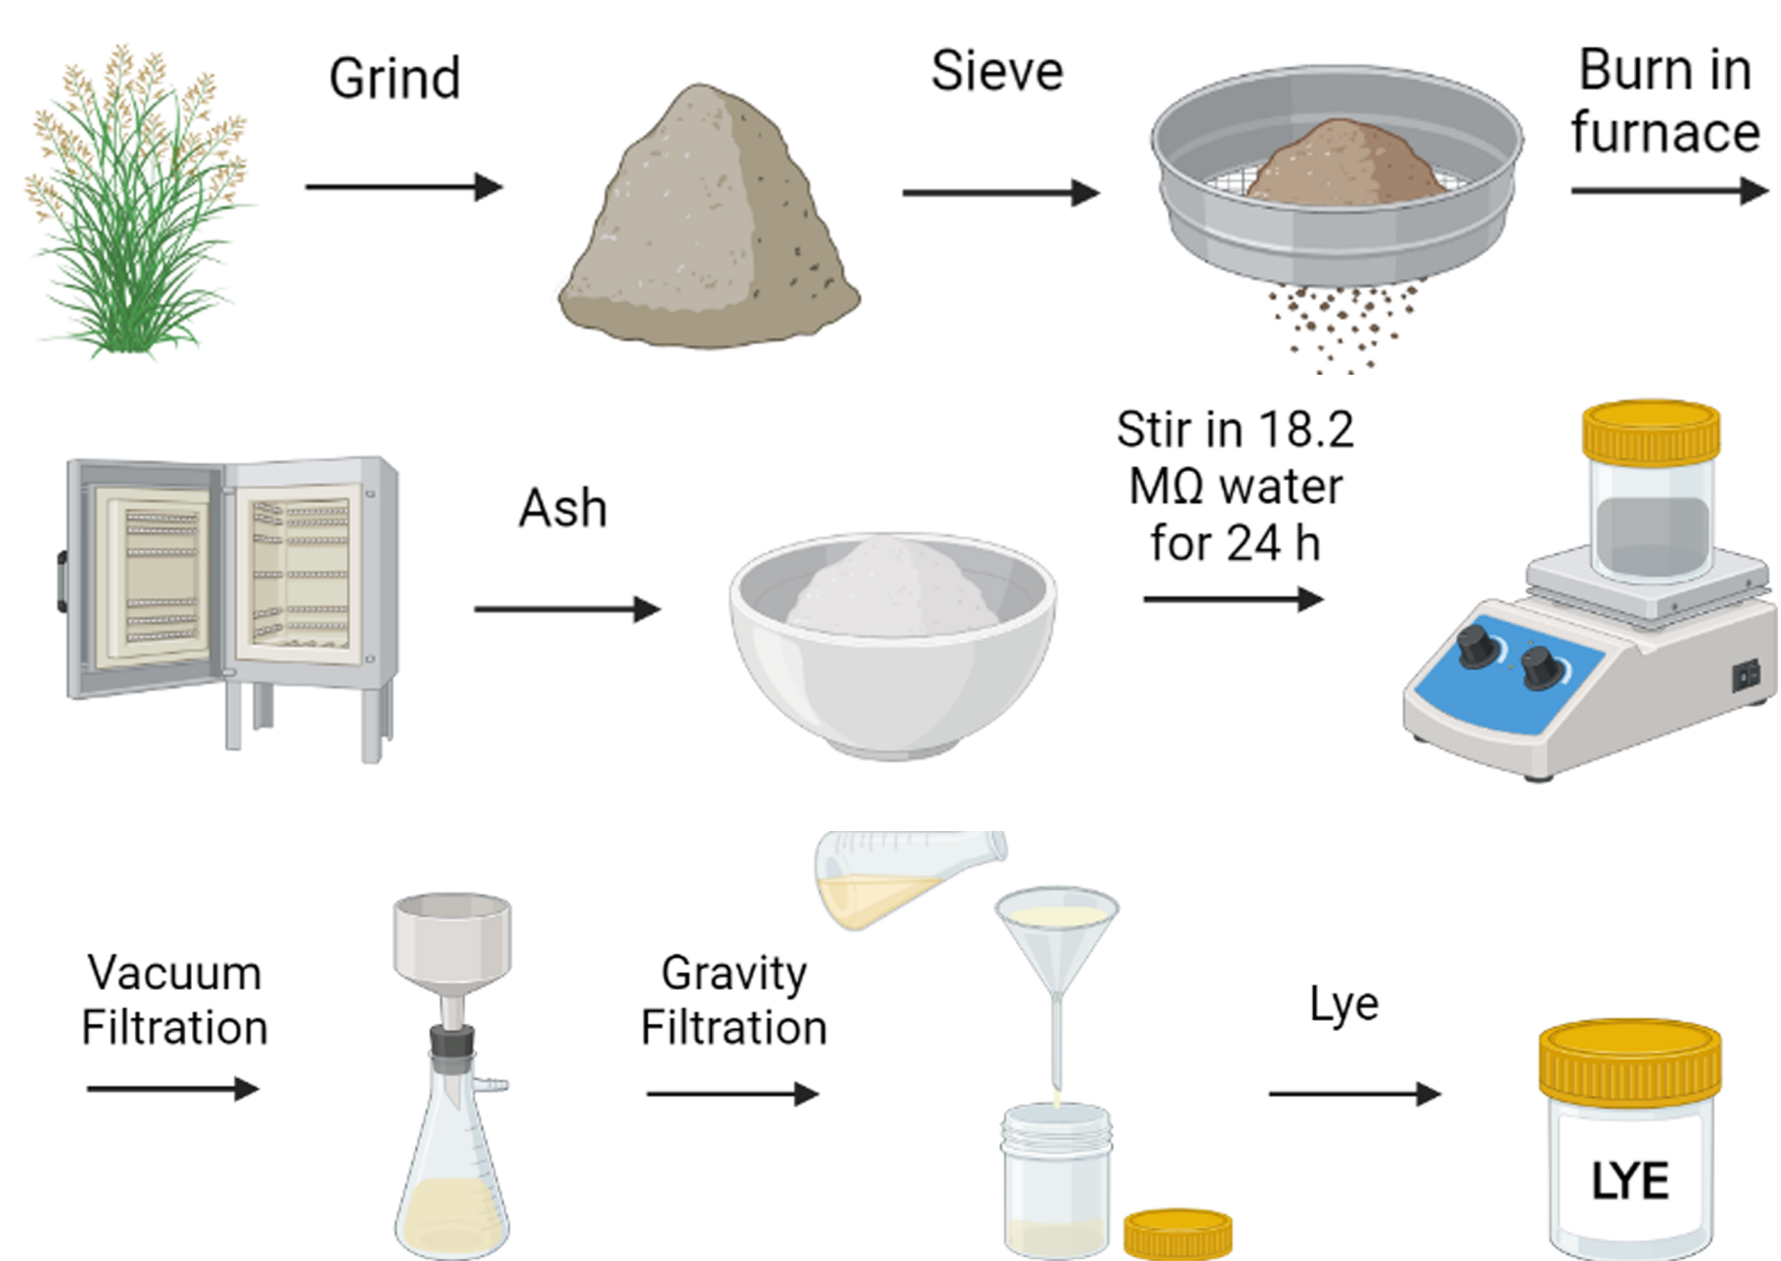 Grind
Sieve
Burn in
furnace
Ash
Stir in 18.2
MΩ water
for 24 h
Vacuum
Filtration
Gravity
Filtration
Lye
LYE